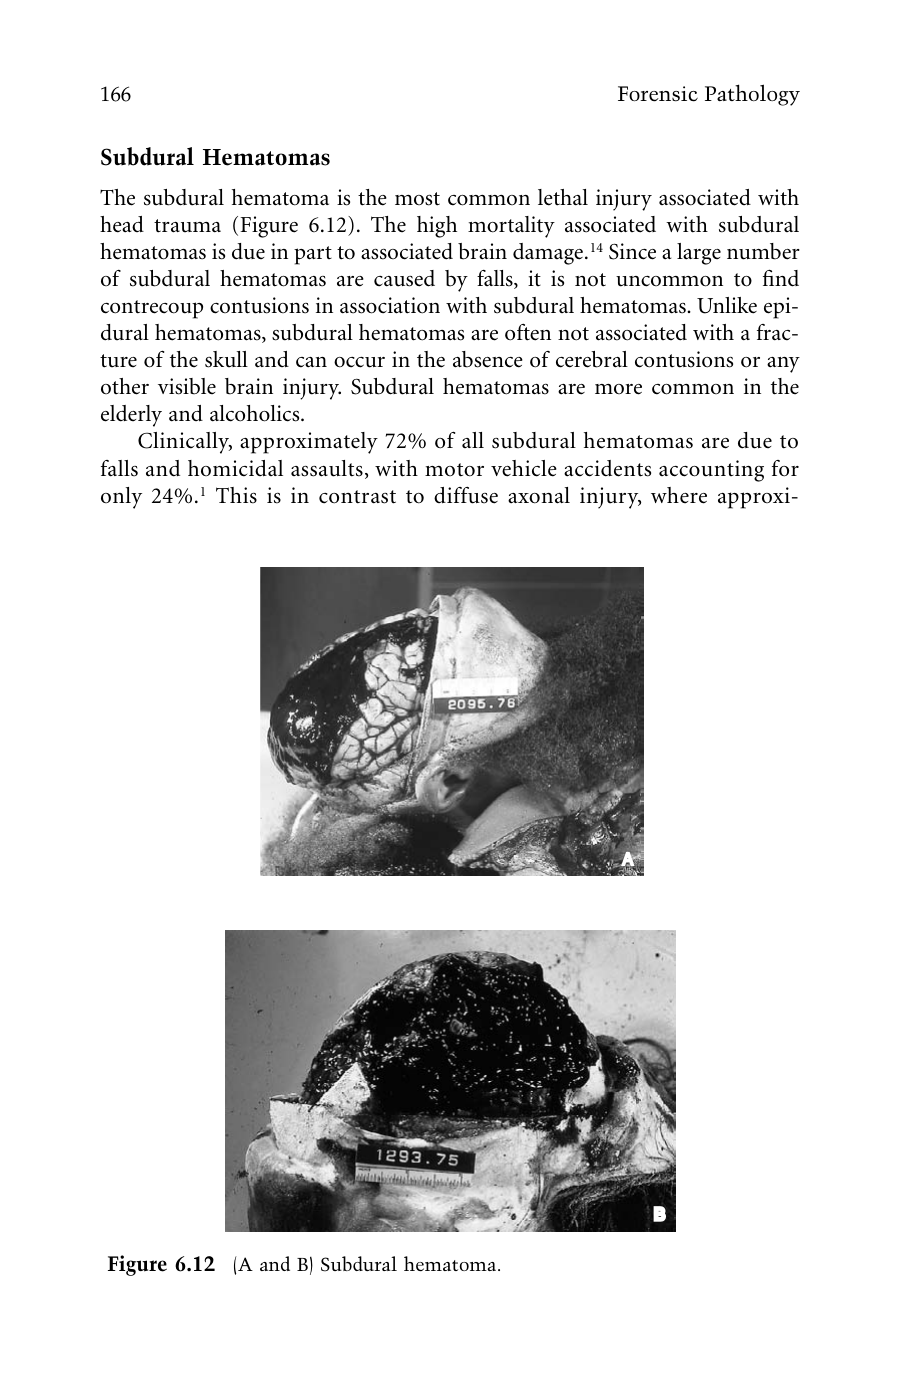 166 Forensic Pathology
Subdural Hematomas
The subdural hematoma is the most common lethal injury associated with
head trauma (Figure 6.12). The high mortality associated with subdural
hematomas is due in part to associated brain damage.14 Since a large number
of subdural hematomas are caused by falls, it is not uncommon to find
contrecoup contusions in association with subdural hematomas. Unlike epi-
dural hematomas, subdural hematomas are often not associated with a frac-
ture of the skull and can occur in the absence of cerebral contusions or any
other visible brain injury. Subdural hematomas are more common in the
elderly and alcoholics.
Clinically, approximately 72% of all subdural hematomas are due to
falls and homicidal assaults, with motor vehicle accidents accounting for
only 24%.1 This is in contrast to diffuse axonal injury, where approxi-
2095.76
A
1293.75
B
Figure 6.12 (A and B) Subdural hematoma.